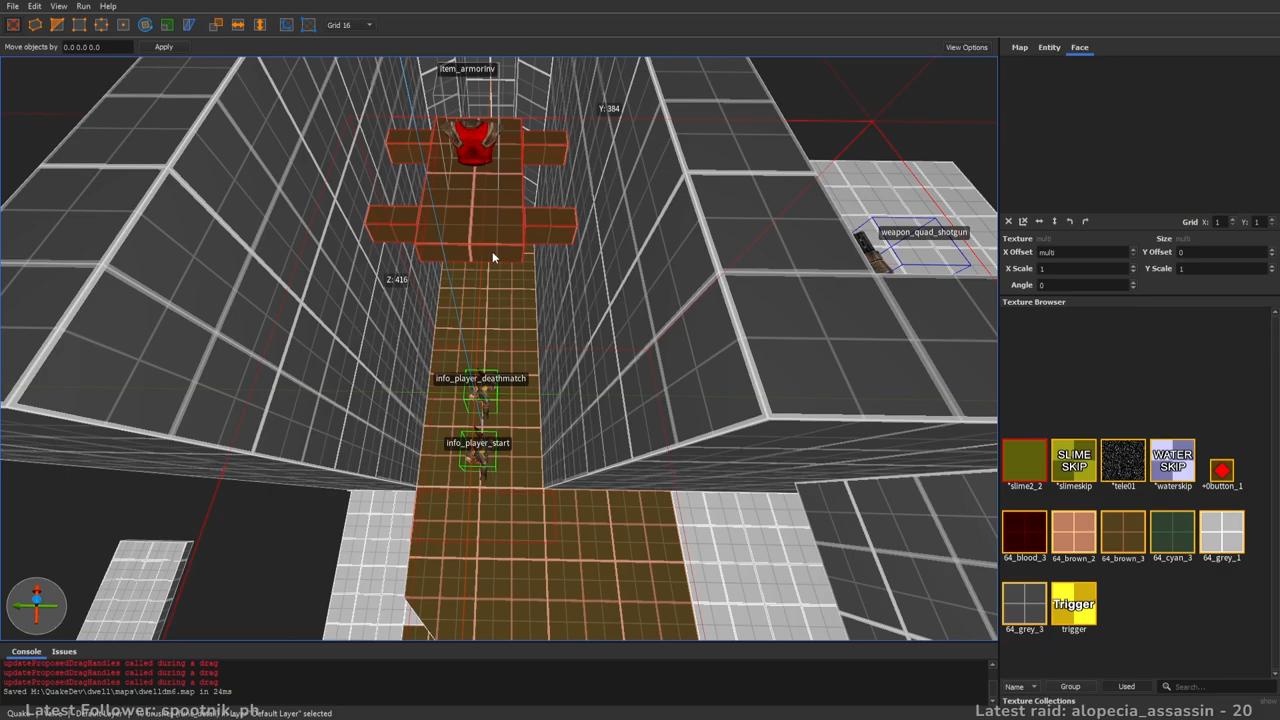 File Edit View Run Help
Grid 16
Move objects by 0.0 0.0 0.0 Apply View Options
Map Entity Face
item_armorInv
Y: 384
weapon_quad_shotgun
Z: 416
info_player_deathmatch
info_player_start
Grid X: 1 Y: 1
Texture multi Size multi
X Offset multi Y Offset 0
X Scale 1 Y Scale 1
Angle 0
Texture Browser
SLIME SKIP
WATER SKIP
*slime2_2 *slimeskip *tele01 *waterskip +0button_1
64_blood_3 64_brown_2 64_brown_3 64_cyan_3 64_grey_1
Trigger
64_grey_3 trigger
Console Issues
updateProposedDragHandles called during a drag
updateProposedDragHandles called during a drag
updateProposedDragHandles called during a drag
Saved M:\QuakeDev\dwell\maps\dwelldm6.map in 24ms
Name Group Used Search...
Texture Collections show
Latest Follower: spootnik_ph
Latest raid: alopecia_assassin - 20
"Default Layer" selected